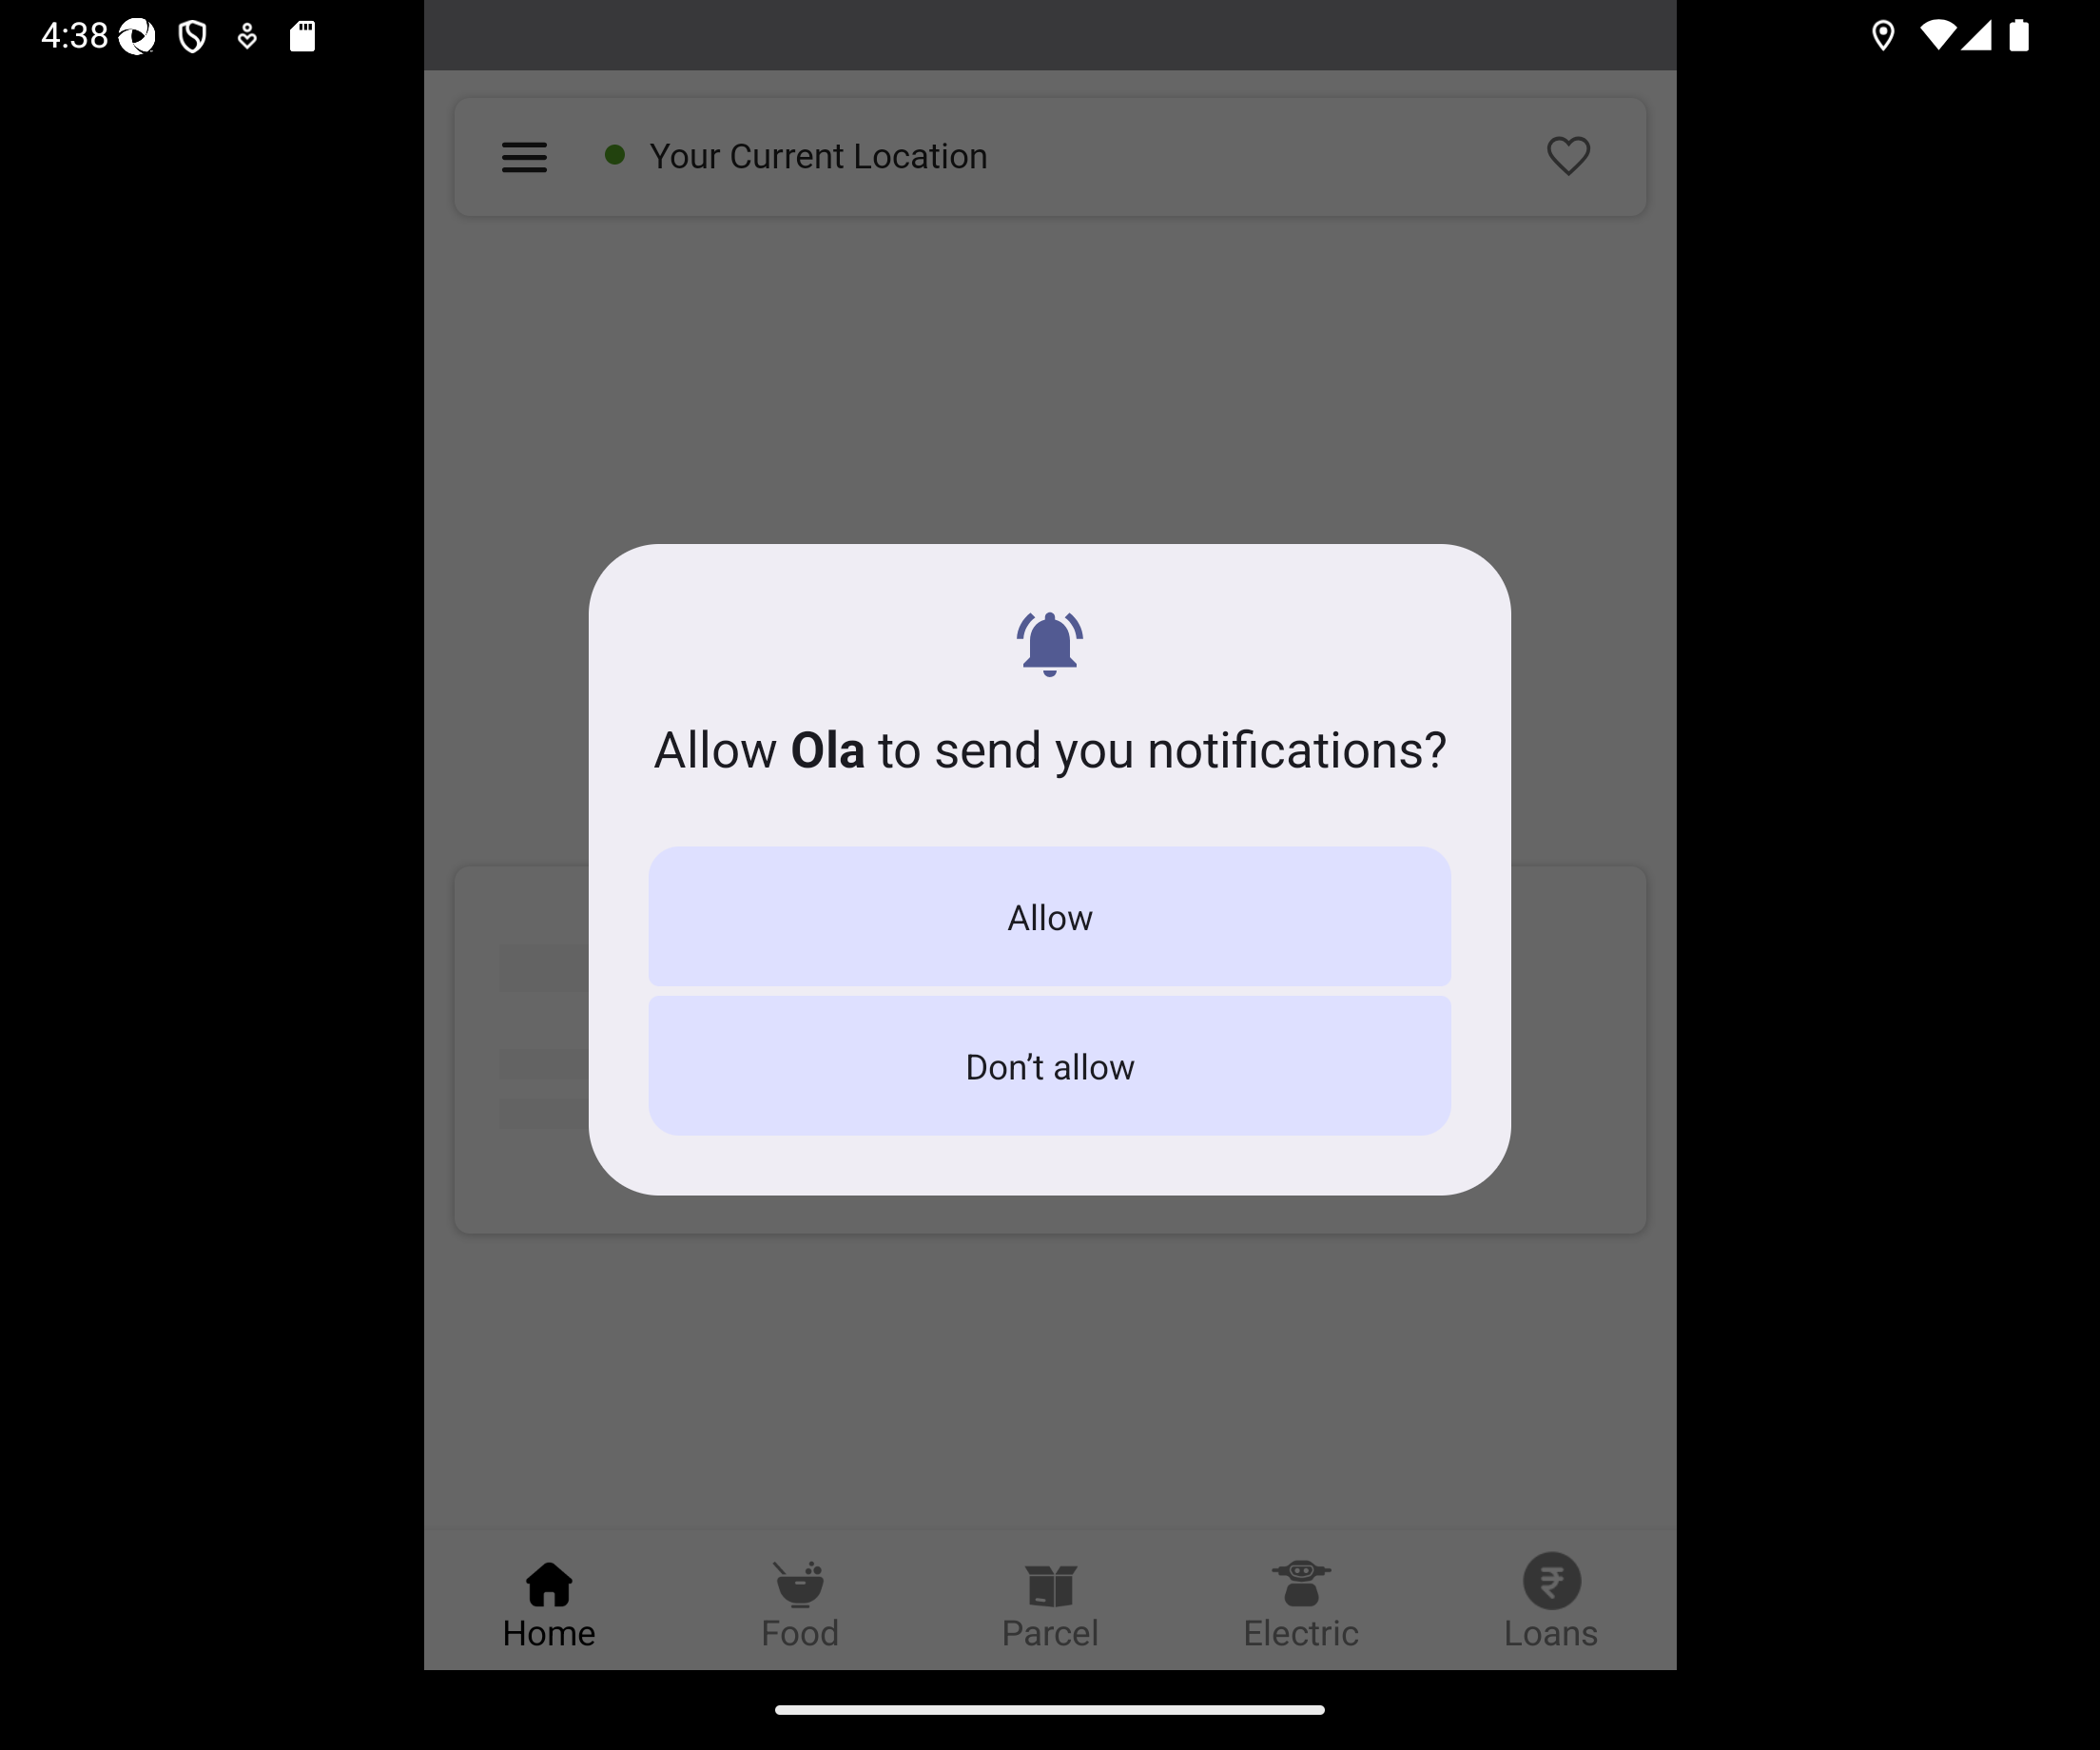 4:38
Your Current Location
Allow Ola to send you notifications?
Allow
Don’t allow
Home
Food
Parcel
Electric
Loans